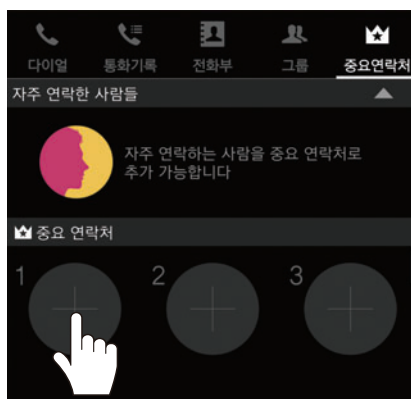 다이얼 통화기록 전화부 그룹 중요연락처
자주 연락한 사람들
자주 연락하는 사람을 중요 연락처로
추가 가능합니다
중요 연락처
1 2 3